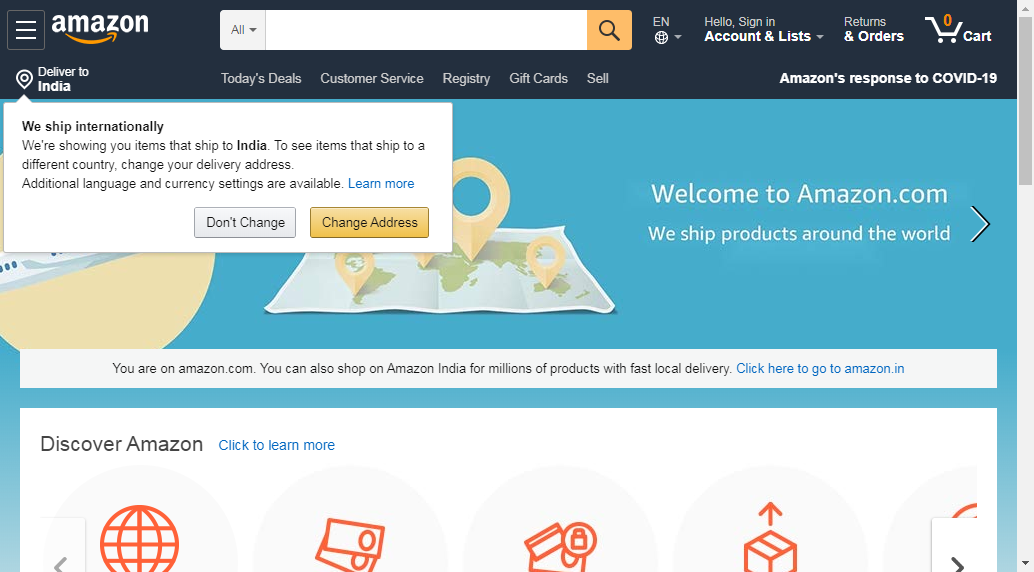 amazon
All
EN
Hello, Sign in
Account & Lists
Returns
& Orders
0
Cart
Deliver to
India
Today's Deals
Customer Service
Registry
Gift Cards
Sell
Amazon's response to COVID-19
We ship internationally
We're showing you items that ship to India. To see items that ship to a
different country, change your delivery address.
Additional language and currency settings are available. Learn more
Don't Change
Change Address
Welcome to Amazon.com
We ship products around the world
You are on amazon.com. You can also shop on Amazon India for millions of products with fast local delivery. Click here to go to amazon.in
Discover Amazon
Click to learn more